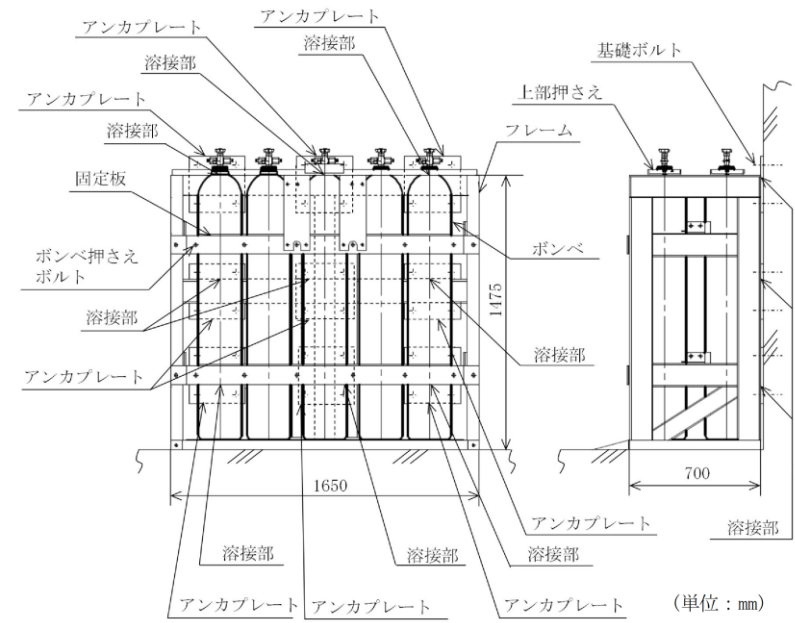 アンカプレート
アンカプレート
溶接部
溶接部
基礎ボルト
上部押さえ
アンカプレート
溶接部
フレーム
固定板
ボンベ
ボンベ押さえ
ボルト
1475
溶接部
溶接部
アンカプレート
700
1650
アンカプレート
溶接部
溶接部
溶接部
溶接部
アンカプレート
アンカプレート
アンカプレート
(単位：mm)